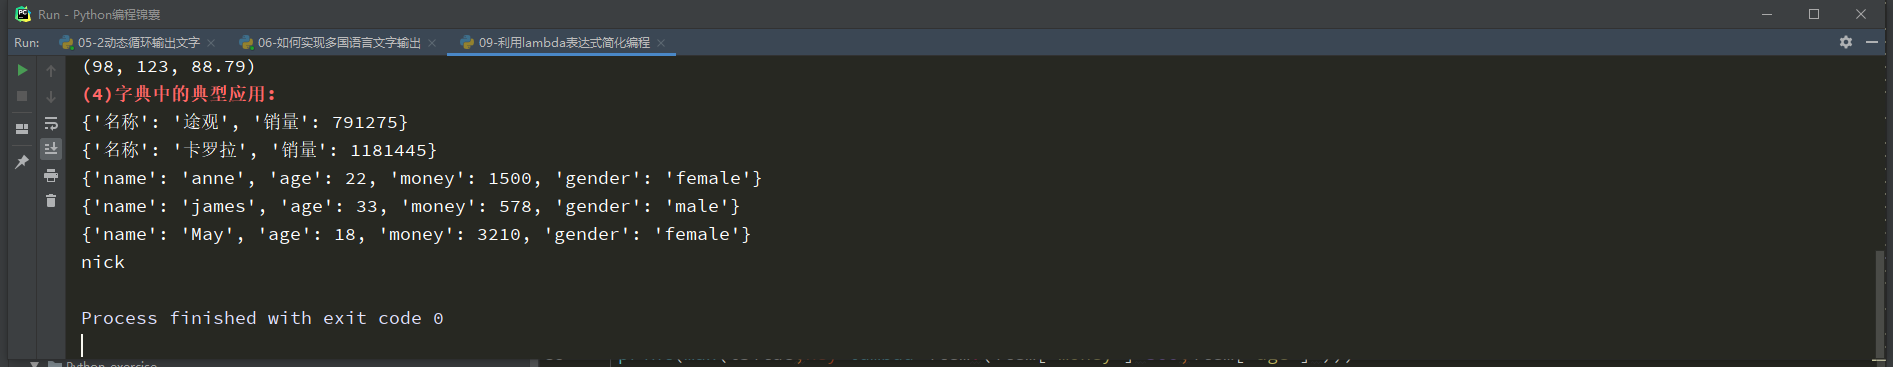 Run - Python编程锦囊
Run: 05-2动态循环输出文字 06-如何实现多国语言文字输出 09-利用lambda表达式简化编程
(98, 123, 88.79)
(4)字典中的典型应用:
{'名称': '途观', '销量': 791275}
{'名称': '卡罗拉', '销量': 1181445}
{'name': 'anne', 'age': 22, 'money': 1500, 'gender': 'female'}
{'name': 'james', 'age': 33, 'money': 578, 'gender': 'male'}
{'name': 'May', 'age': 18, 'money': 3210, 'gender': 'female'}
nick
Process finished with exit code 0
Python exercise